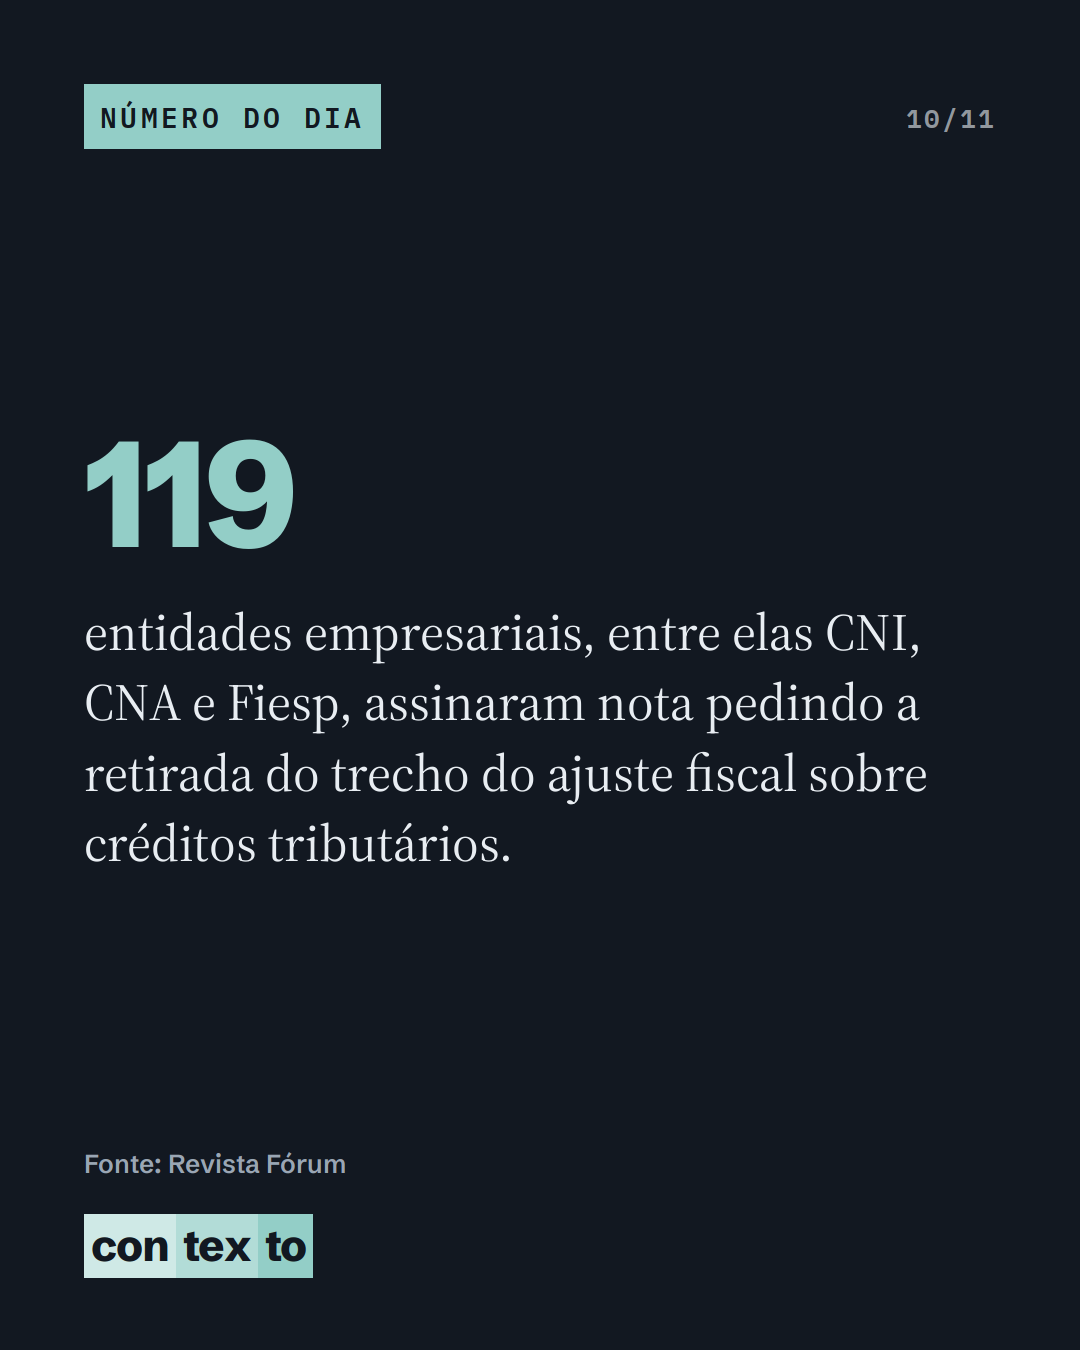 NÚMERO DO DIA
10/11
119
entidades empresariais, entre elas CNI,
CNA e Fiesp, assinaram nota pedindo a
retirada do trecho do ajuste fiscal sobre
créditos tributários.
Fonte: Revista Fórum
con tex to